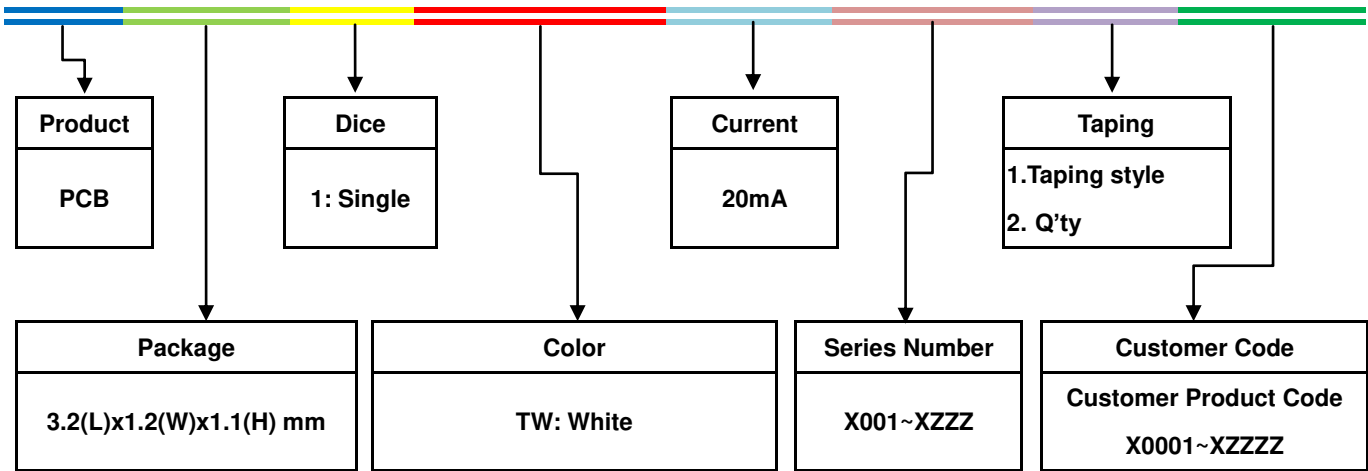 Product
PCB
Dice
1: Single
Current
20mA
Taping
1.Taping style
2. Q’ty
Package
3.2(L)x1.2(W)x1.1(H) mm
Color
TW: White
Series Number
X001~XZZZ
Customer Code
Customer Product Code
X0001~XZZZZ